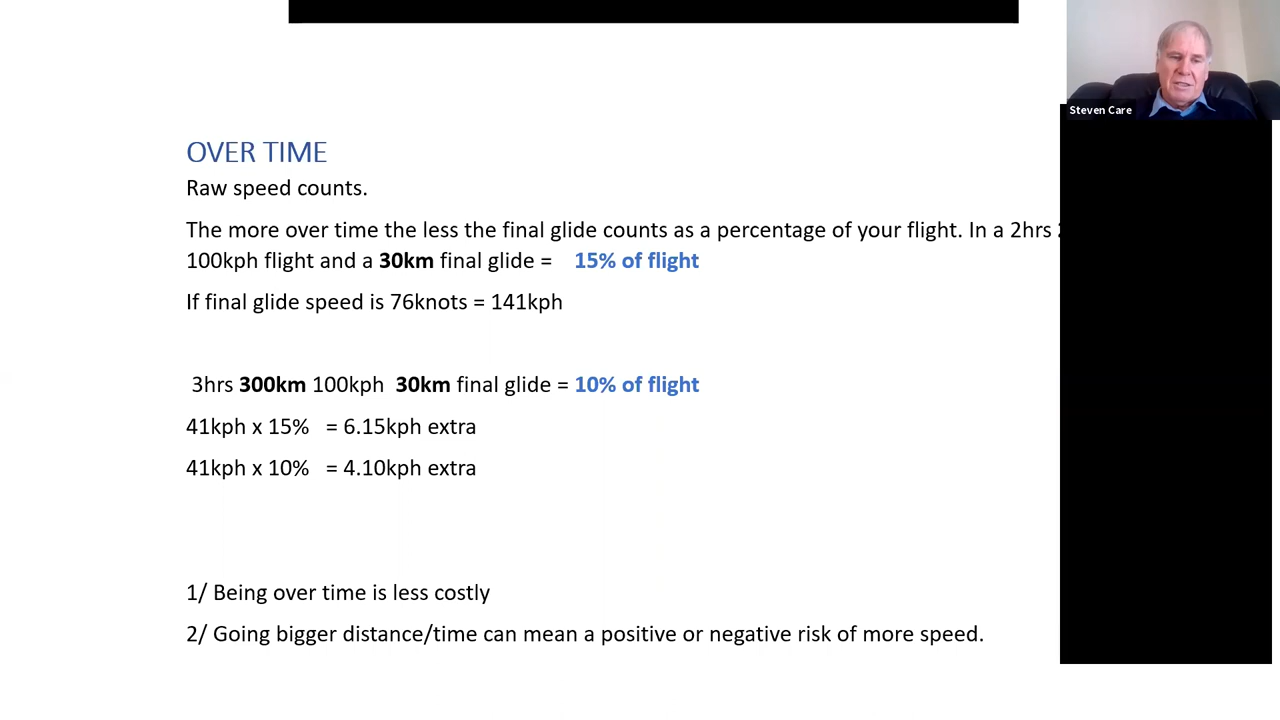 Steven Care
OVER TIME
Raw speed counts.
The more over time the less the final glide counts as a percentage of your flight. In a 2hrs
100kph flight and a 30km final glide = 15% of flight
If final glide speed is 76knots = 141kph
3hrs 300km 100kph 30km final glide = 10% of flight
41kph x 15% = 6.15kph extra
41kph x 10% = 4.10kph extra
1/ Being over time is less costly
2/ Going bigger distance/time can mean a positive or negative risk of more speed.